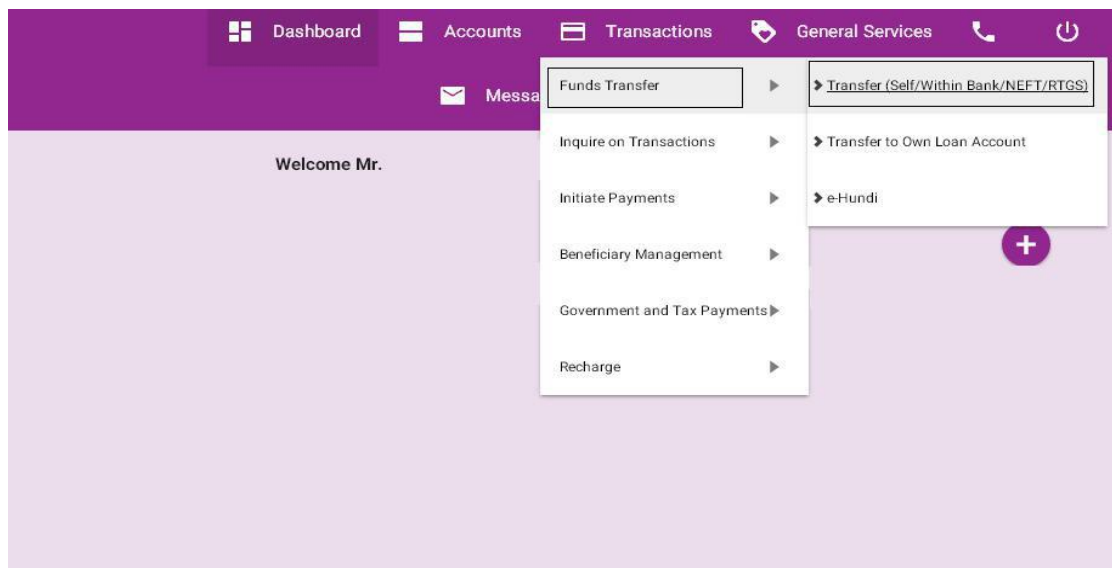 Dashboard
Accounts
Transactions
General Services
Messa
Welcome Mr.
Funds Transfer
Inquire on Transactions
Initiate Payments
Beneficiary Management
Government and Tax Payments
Recharge
Transfer (Self/Within Bank/NEFT/RTGS)
Transfer to Own Loan Account
e-Hundi